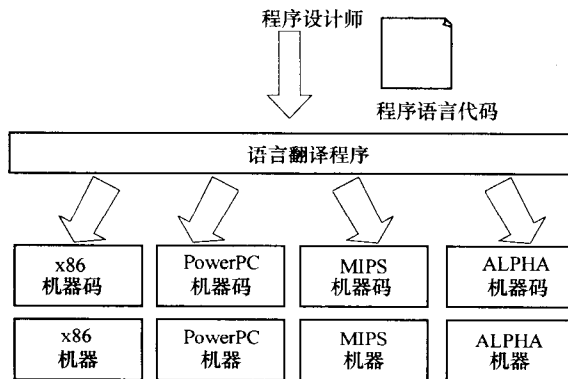 程序设计师
程序语言代码
语言翻译程序
x86
机器码
PowerPC
机器码
MIPS
机器码
ALPHA
机器码
x86
机器
PowerPC
机器
MIPS
机器
ALPHA
机器